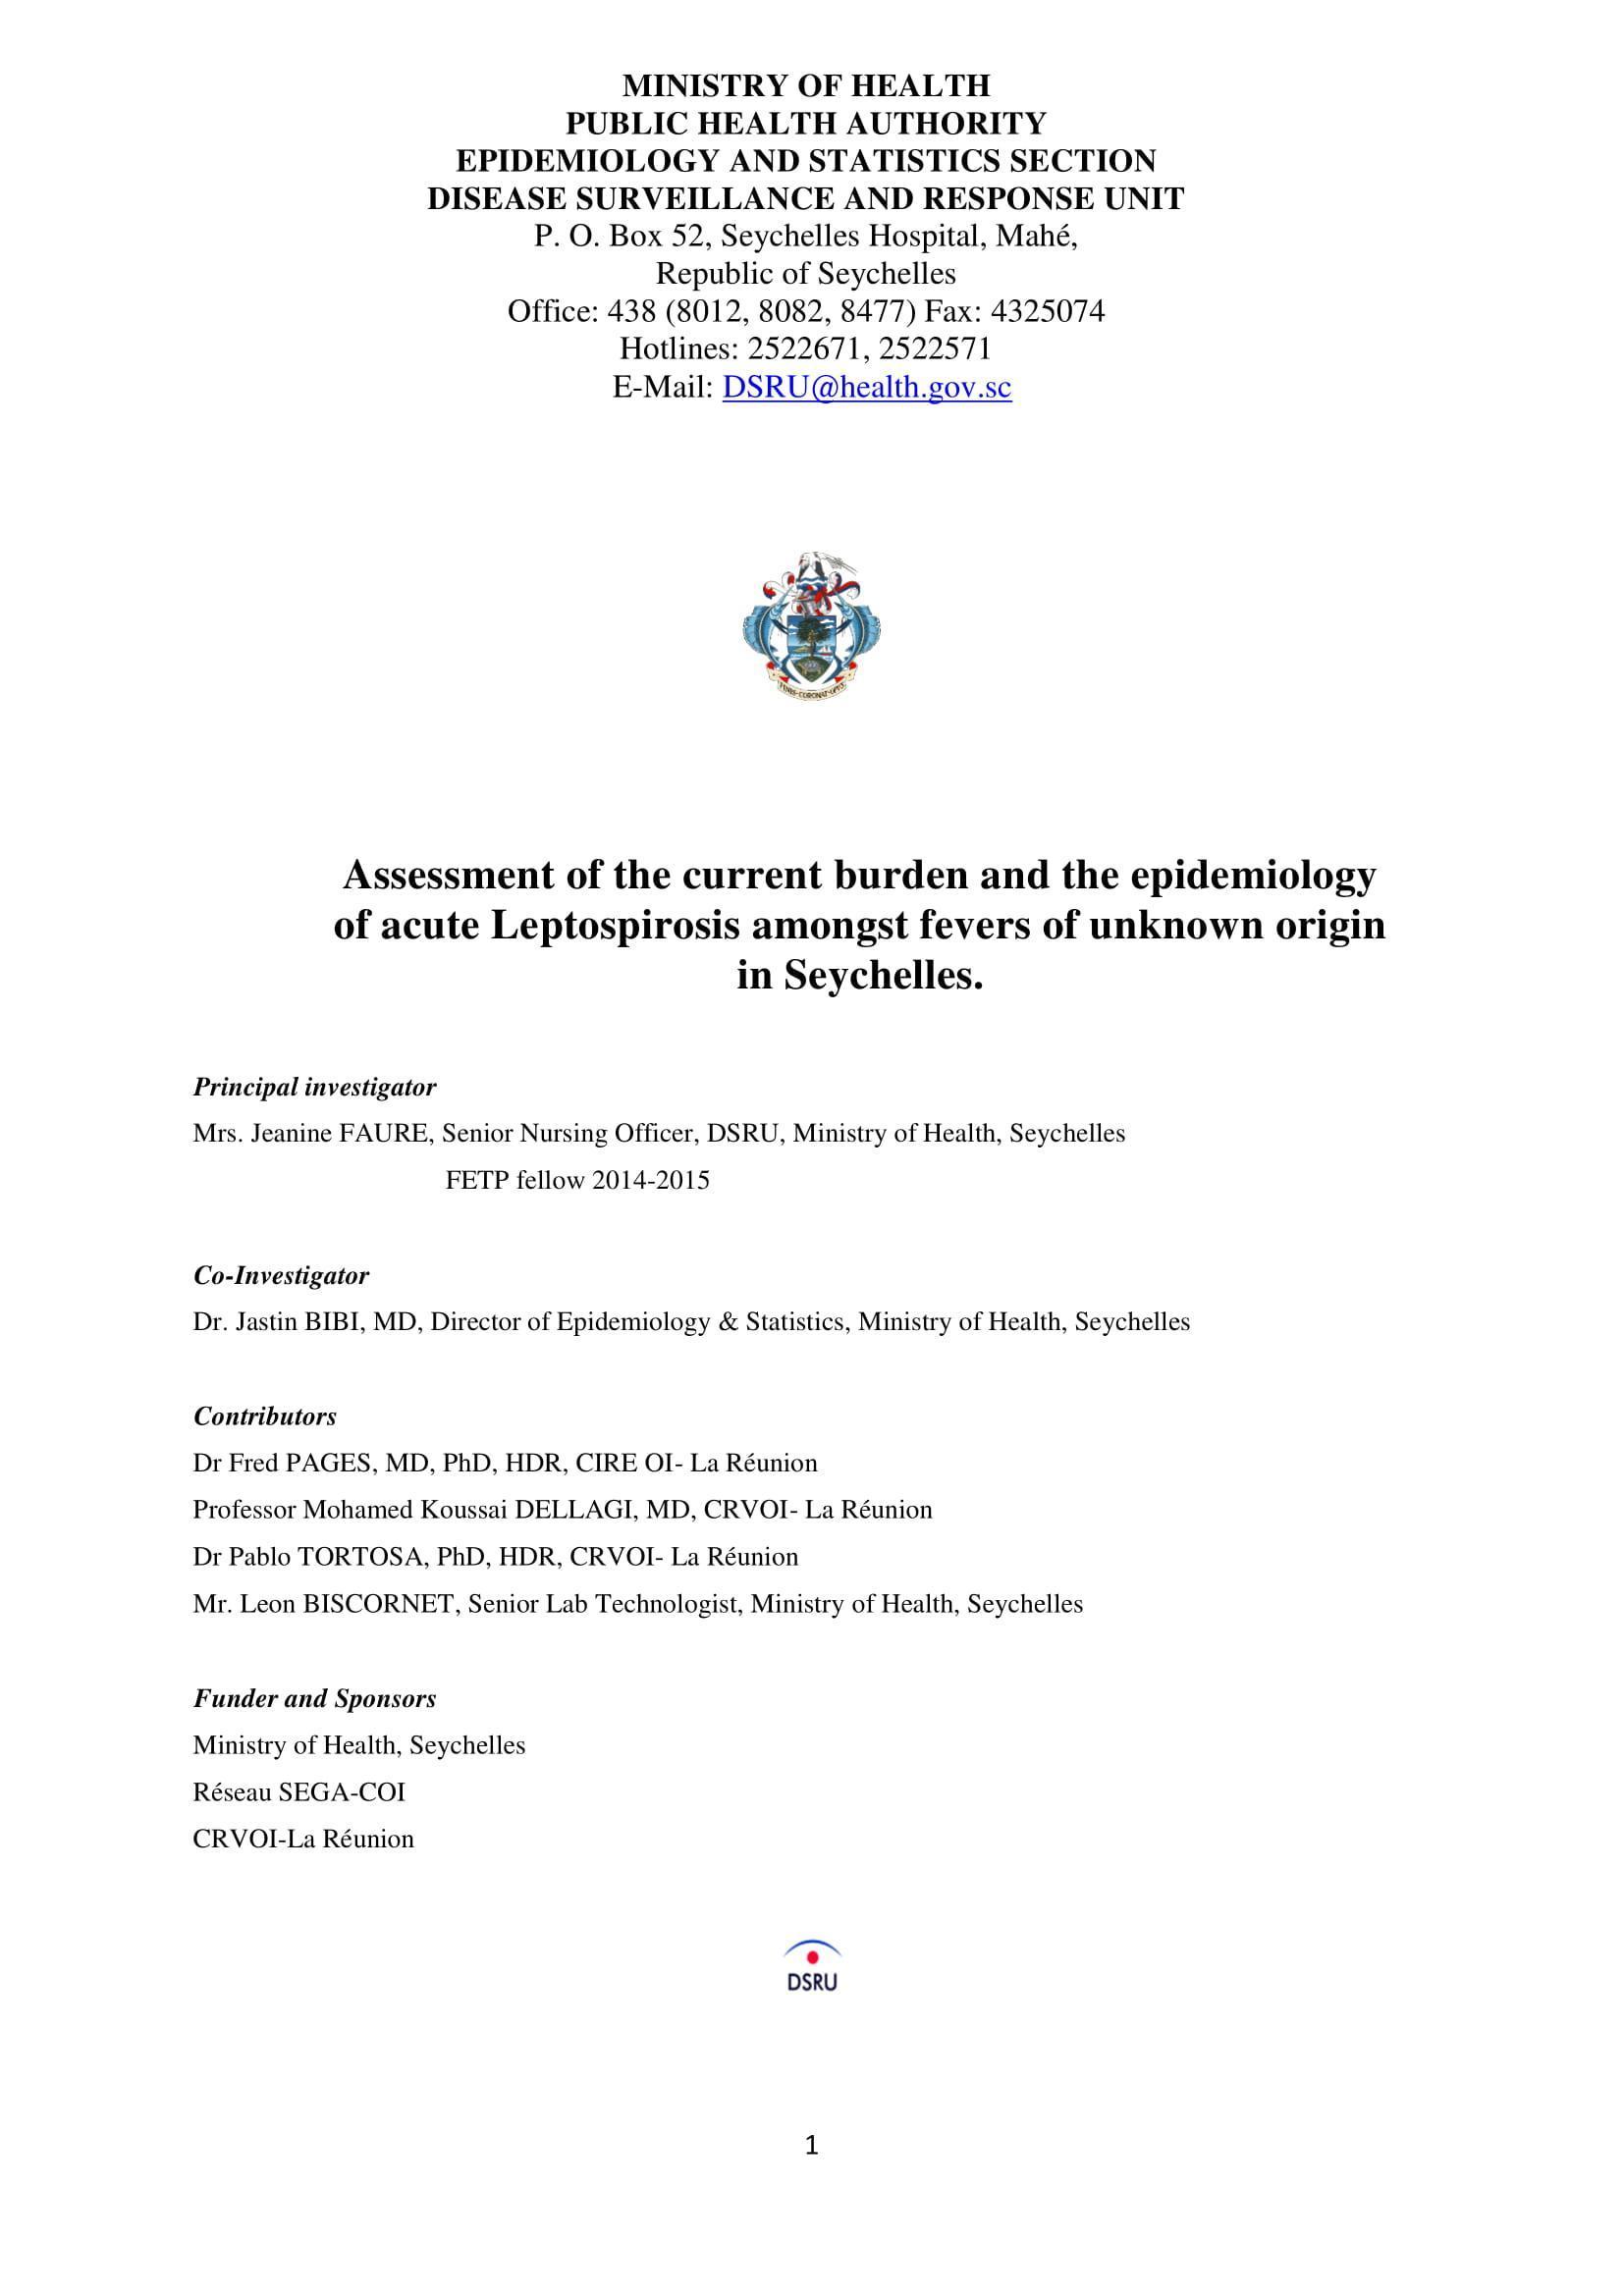 MINISTRY OF HEALTH
PUBLIC HEALTH AUTHORITY
EPIDEMIOLOGY AND STATISTICS SECTION
DISEASE SURVEILLANCE AND RESPONSE UNIT
P. O. Box 52, Seychelles Hospital, Mahé,
Republic of Seychelles
Office: 438 (8012, 8082, 8477) Fax: 4325074
Hotlines: 2522671, 2522571
E-Mail: DSRU@health.gov.sc
Assessment of the current burden and the epidemiology
of acute Leptospirosis amongst fevers of unknown origin
in Seychelles.
Principal investigator
Mrs. Jeanine FAURE, Senior Nursing Officer, DSRU, Ministry of Health, Seychelles
FETP fellow 2014-2015
Co-Investigator
Dr. Jastin BIBI, MD, Director of Epidemiology & Statistics, Ministry of Health, Seychelles
Contributors
Dr Fred PAGES, MD, PhD, HDR, CIRE OI- La Réunion
Professor Mohamed Koussai DELLAGI, MD, CRVOI- La Réunion
Dr Pablo TORTOSA, PhD, HDR, CRVOI- La Réunion
Mr. Leon BISCORNET, Senior Lab Technologist, Ministry of Health, Seychelles
Funder and Sponsors
Ministry of Health, Seychelles
Réseau SEGA-COI
CRVOI-La Réunion
DSRU
1